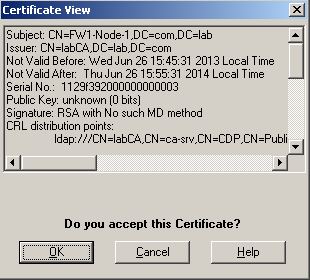 Certificate View
Subject: CN=FW1-Node-1,DC=com,DC=lab
Issuer: CN=labCA,DC=lab,DC=com
Not Valid Before: Wed Jun 26 15:45:31 2013 Local Time
Not Valid After:  Thu Jun 26 15:55:31 2014 Local Time
Serial No.:  1129f39200000000003
Public Key: unknown (0 bits)
Signature: RSA with No such MD method
CRL distribution points:
ldap:///CN=labCA,CN=ca-srv,CN=CDP,CN=Publi
Do you accept this Certificate?
OK
Cancel
Help